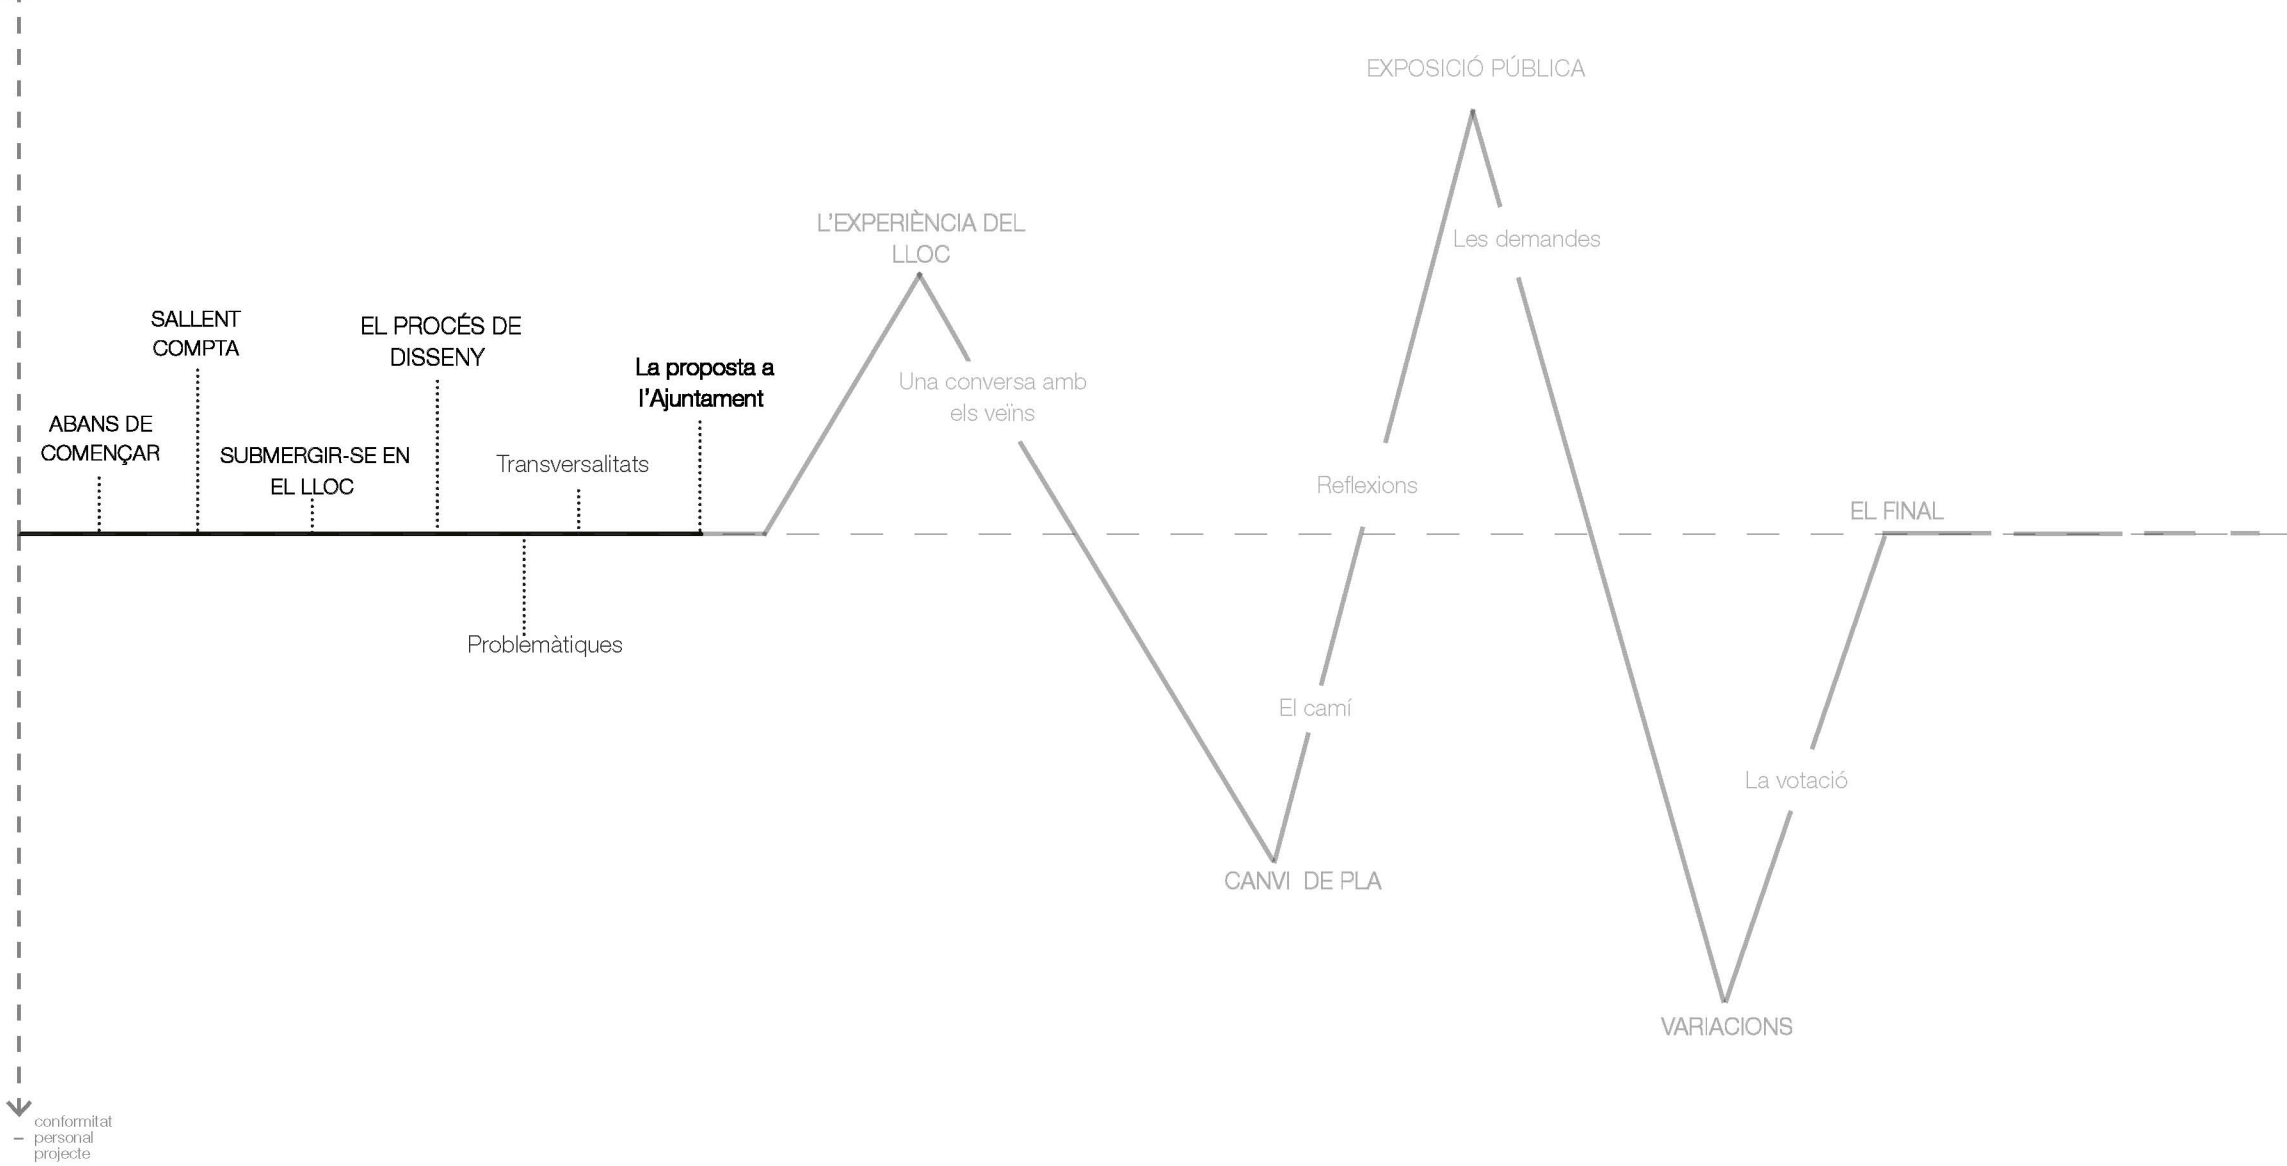 EXPOSICIÓ PÚBLICA
L'EXPERIÈNCIA DEL
LLOC
Les demandes
SALLENT
COMPTA
EL PROCÉS DE
DISSENY
La proposta a
l'Ajuntament
Una conversa amb
els veïns
ABANS DE
COMENÇAR
SUBMERGIR-SE EN
EL LLOC
Transversalitats
Reflexions
EL FINAL
Problemàtiques
El camí
La votació
CANVI DE PLA
VARIACIONS
conformitat
– personal
projecte